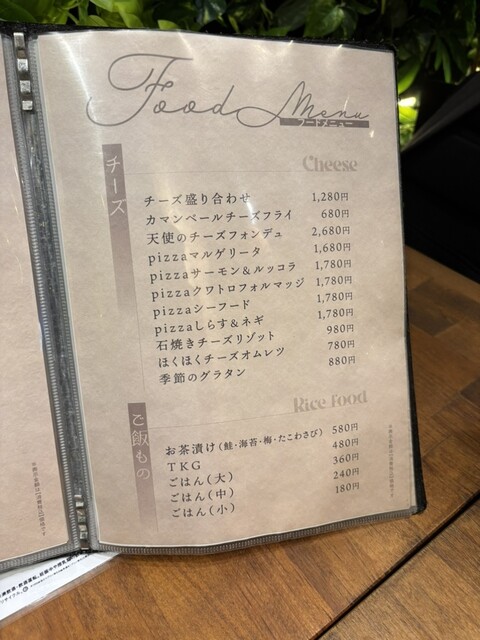 Food Menu
フードメニュー
チーズ
Cheese
チーズ盛り合わせ 1,280円
カマンベールチーズフライ 680円
天使のチーズフォンデュ 2,680円
pizzaマルゲリータ 1,680円
pizzaサーモン&ルッコラ 1,780円
pizzaクワトロフォルマッジ 1,780円
pizzaシーフード 1,780円
pizzaしらす&ネギ 1,780円
石焼きチーズリゾット 980円
ほくほくチーズオムレツ 780円
季節のグラタン 880円
ご飯もの
Rice food
お茶漬け(鮭・海苔・梅・たこわさび) 580円
TKG 480円
ごはん(大) 360円
ごはん(中) 240円
ごはん(小) 180円